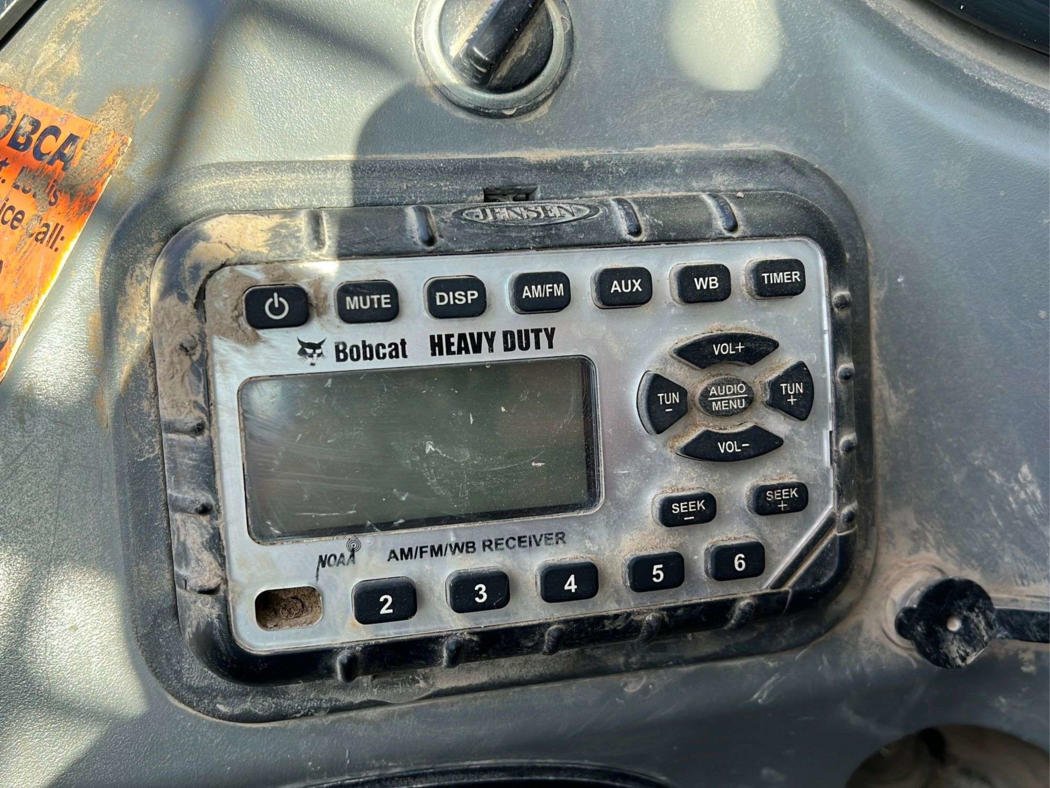 OBCA
t. Louis
ice call:
JENSEN
MUTE DISP AM/FM AUX WB TIMER
Bobcat HEAVY DUTY
VOL+
TUN
-
AUDIO
MENU
TUN
+
VOL-
SEEK
-
SEEK
+
NOAA AM/FM/WB RECEIVER
2 3 4 5 6